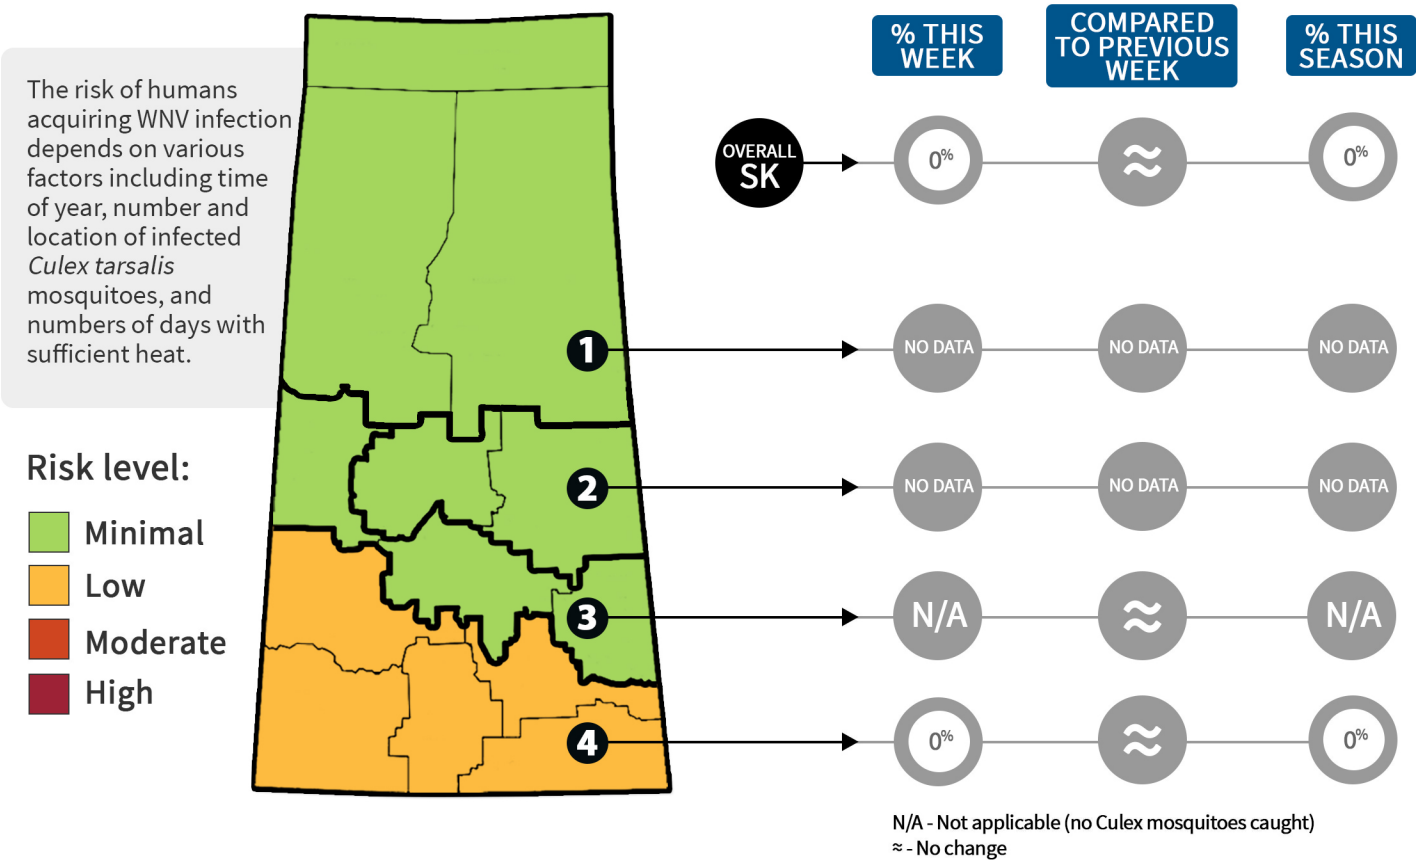 The risk of humans
acquiring WNV infection
depends on various
factors including time
of year, number and
location of infected
Culex tarsalis
mosquitoes, and
numbers of days with
sufficient heat.
Risk level:
Minimal
Low
Moderate
High
% THIS
WEEK
COMPARED
TO PREVIOUS
WEEK
% THIS
SEASON
OVERALL
SK
0%
≈
0%
1
NO DATA
NO DATA
NO DATA
2
NO DATA
NO DATA
NO DATA
3
N/A
≈
N/A
4
0%
≈
0%
N/A - Not applicable (no Culex mosquitoes caught)
≈ - No change